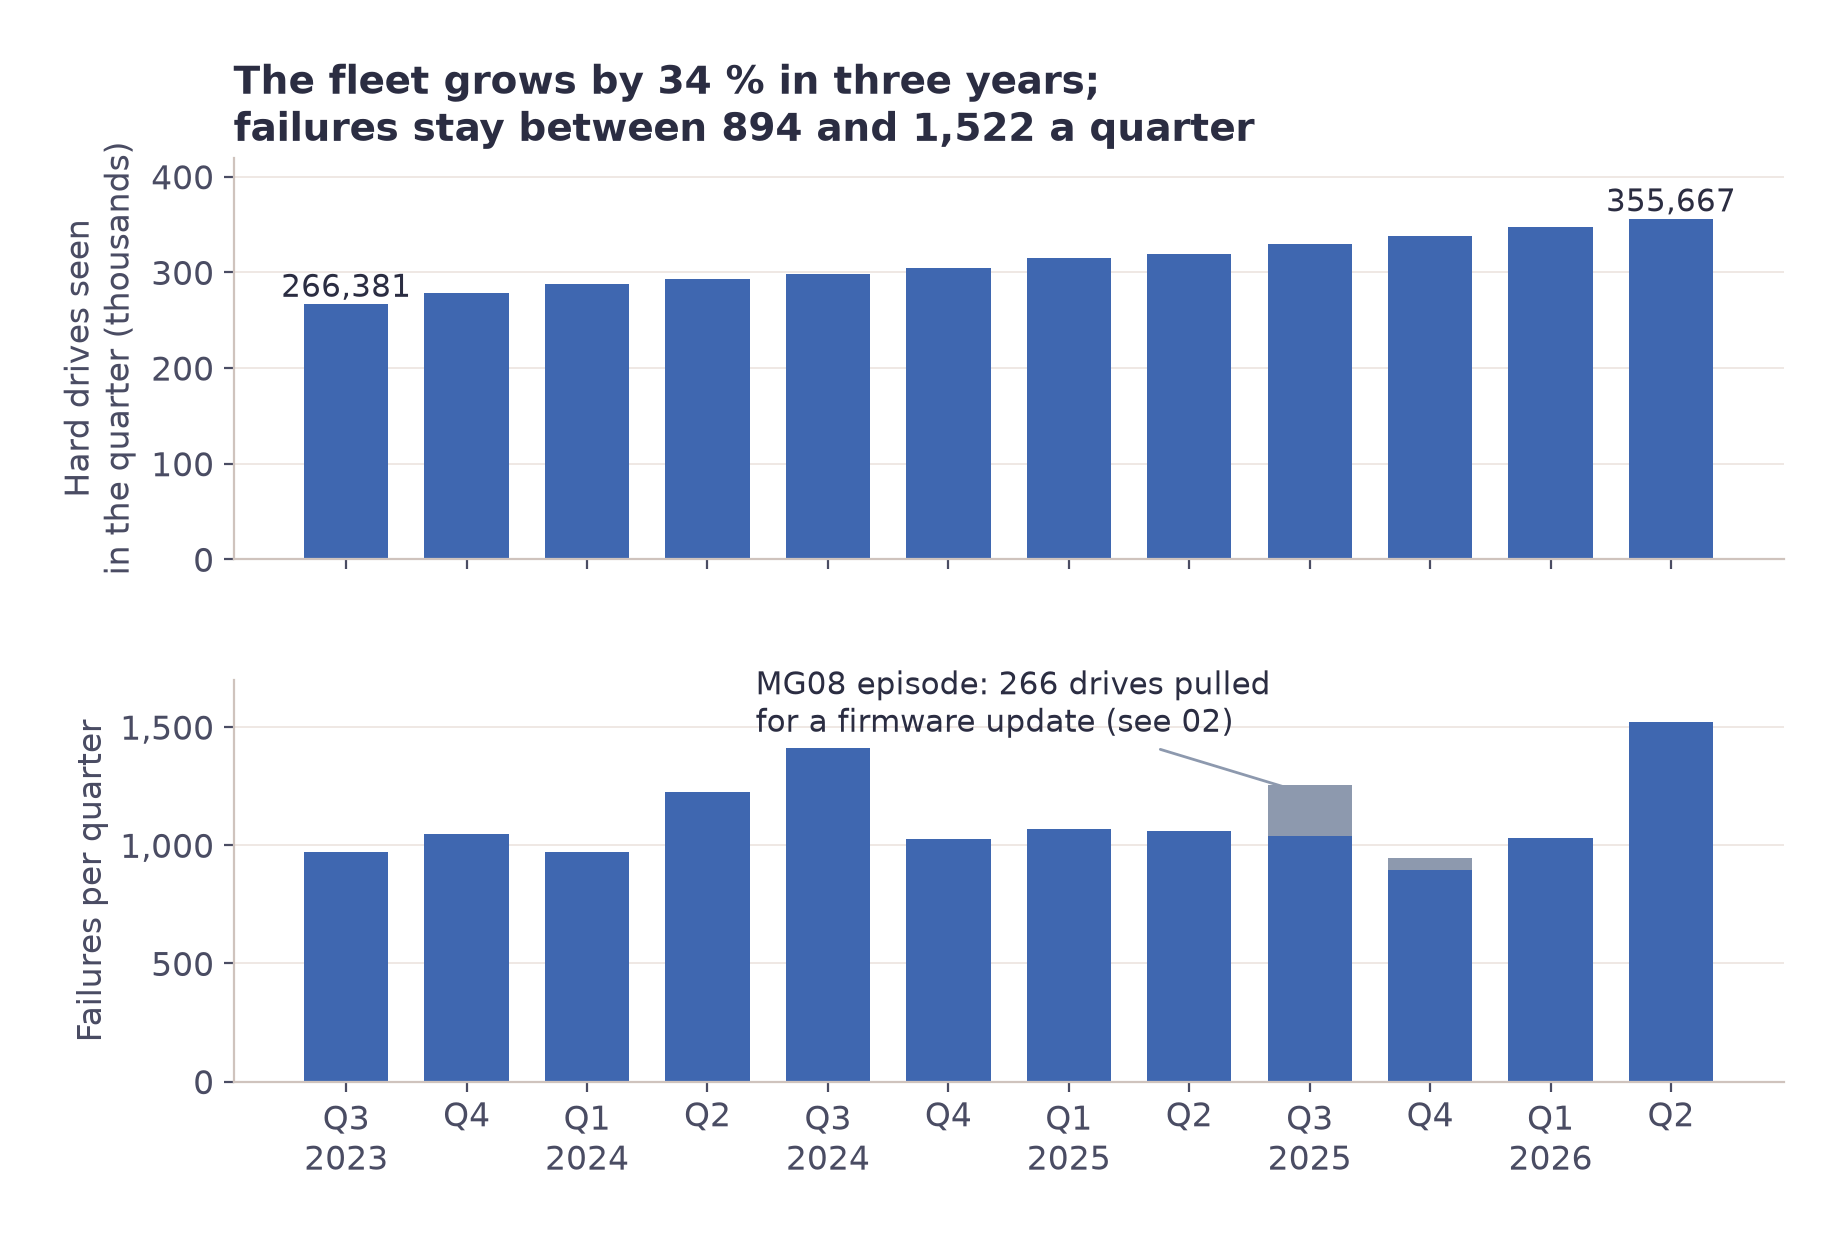 The fleet grows by 34 % in three years;
failures stay between 894 and 1,522 a quarter
Hard drives seen
in the quarter (thousands)
400
300
200
100
0
266,381
355,667
Failures per quarter
1,500
1,000
500
0
MG08 episode: 266 drives pulled
for a firmware update (see 02)
Q3 Q4 Q1 Q2 Q3 Q4 Q1 Q2 Q3 Q4 Q1 Q2
2023 2024 2024 2025 2025 2026